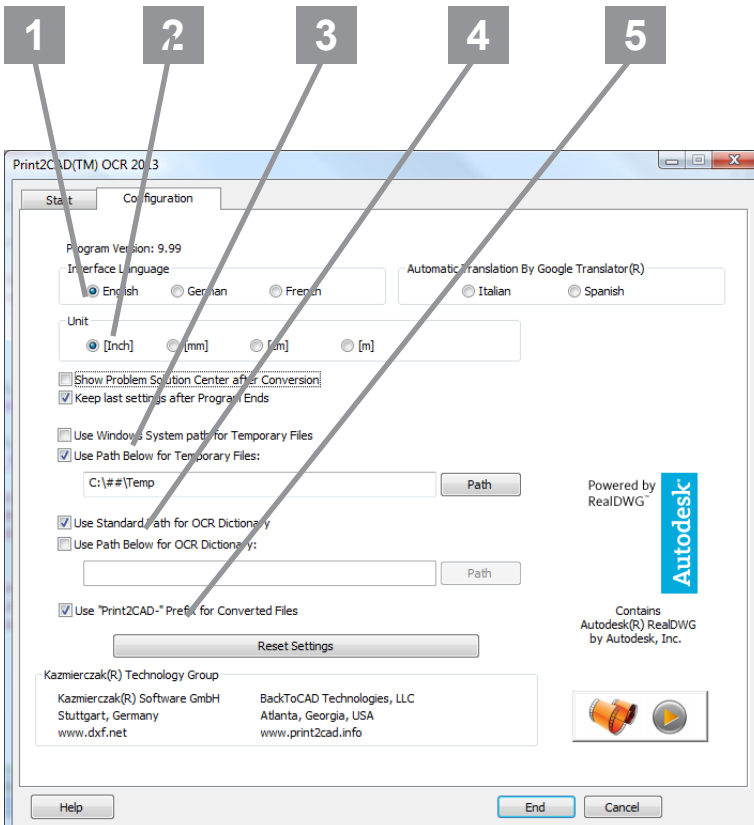 1 2 3 4 5
Print2CAD(TM) OCR 2013
Start Configuration
Program Version: 9.99
Interface Language Automatic Translation By Google Translator(R)
English German French Italian Spanish
Unit
[Inch] [mm] [cm] [m]
Show Problem Solution Center after Conversion
Keep last settings after Program Ends
Use Windows System path for Temporary Files
Use Path Below for Temporary Files:
C:\##\Temp Path
Powered by
RealDWG™
Autodesk·
Use Standard Path for OCR Dictionary
Use Path Below for OCR Dictionary:
Path
Use "Print2CAD-" Prefix for Converted Files
Contains
Autodesk(R) RealDWG
by Autodesk, Inc.
Reset Settings
Kazmierczak(R) Technology Group
Kazmierczak(R) Software GmbH BackToCAD Technologies, LLC
Stuttgart, Germany Atlanta, Georgia, USA
www.dxf.net www.print2cad.info
Help End Cancel